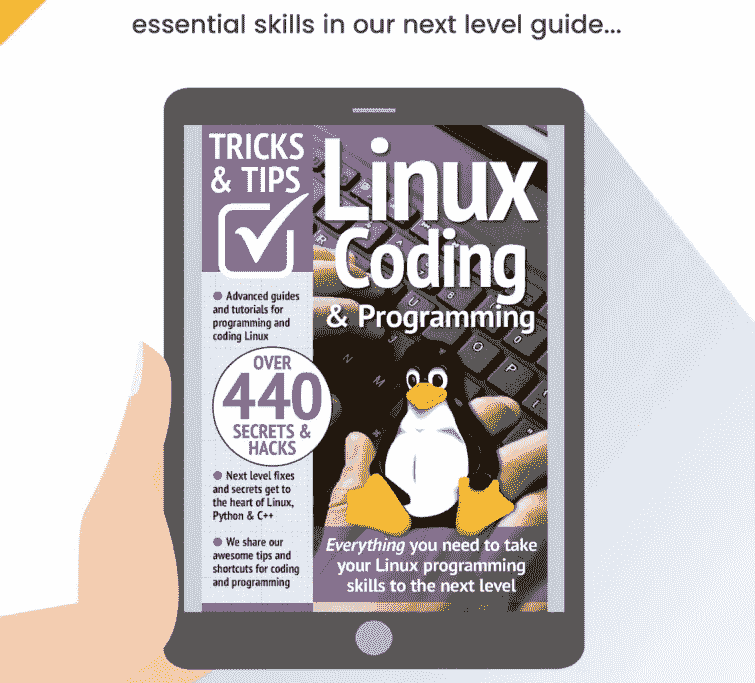 essential skills in our next level guide...
TRICKS
& TIPS
Linux
Coding
& Programming
Advanced guides
and tutorials for
programming and
coding Linux
OVER
440
SECRETS &
HACKS
Next level fixes
and secrets get to
the heart of Linux,
Python & C++
We share our
awesome tips and
shortcuts for coding
and programming
Everything you need to take
your Linux programming
skills to the next level